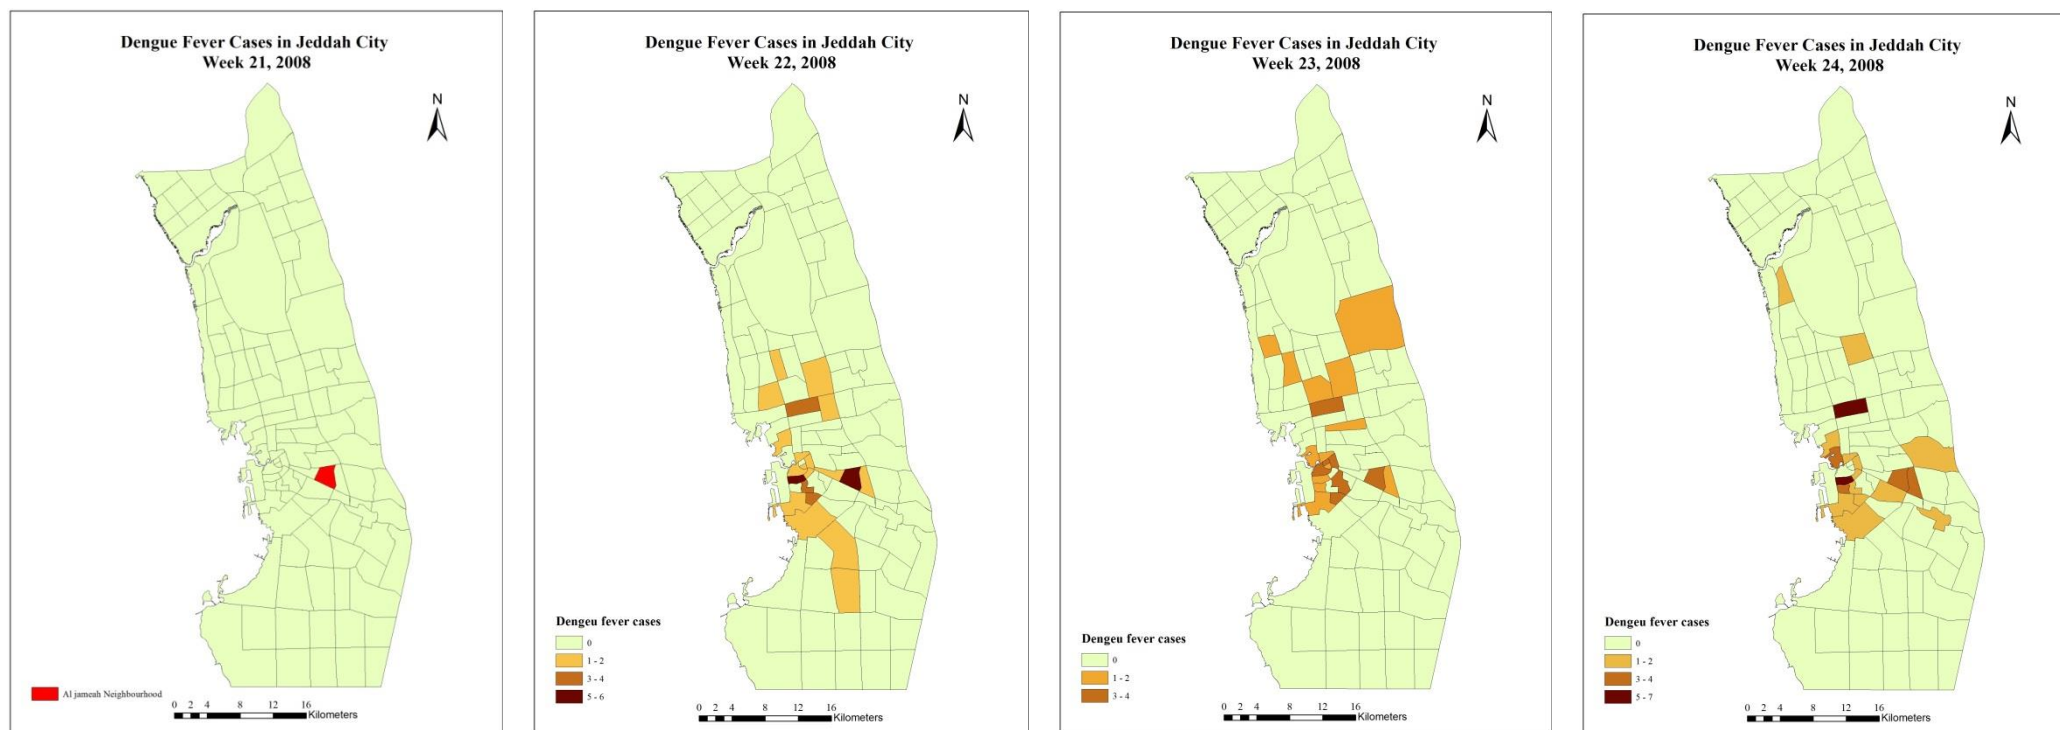 Dengue Fever Cases in Jeddah City
Week 21, 2008
N
Al jameah Neighbourhood
0 2 4 8 12 16
Kilometers
Dengue Fever Cases in Jeddah City
Week 22, 2008
N
Dengeu fever cases
0
1 - 2
3 - 4
5 - 6
0 2 4 8 12 16
Kilometers
Dengue Fever Cases in Jeddah City
Week 23, 2008
N
Dengeu fever cases
0
1 - 2
3 - 4
0 2 4 8 12 16
Kilometers
Dengue Fever Cases in Jeddah City
Week 24, 2008
N
Dengeu fever cases
0
1 - 2
3 - 4
5 - 7
0 2 4 8 12 16
Kilometers